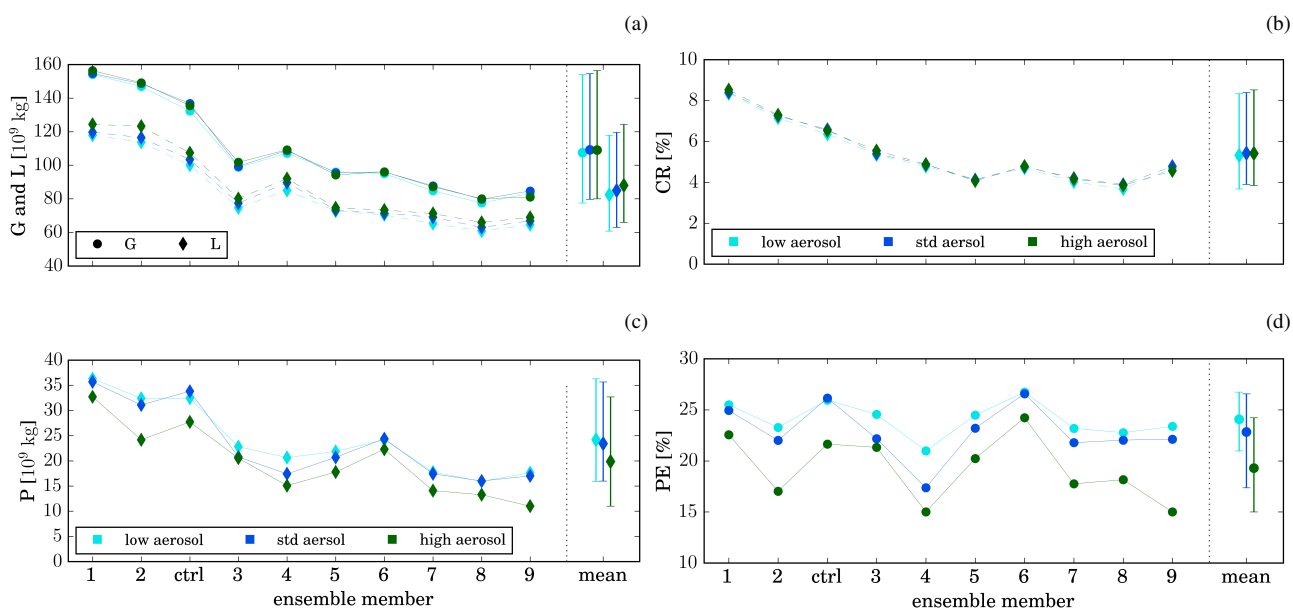 (a)
160
140
120
100
80
60
40
G and L [10⁹ kg]
G L
(b)
10
8
6
4
2
0
CR [%]
low aerosol std aersol high aerosol
(c)
40
35
30
25
20
15
10
5
0
P [10⁹ kg]
low aerosol std aersol high aerosol
1 2 ctrl 3 4 5 6 7 8 9 mean
ensemble member
(d)
30
25
20
15
10
PE [%]
1 2 ctrl 3 4 5 6 7 8 9 mean
ensemble member